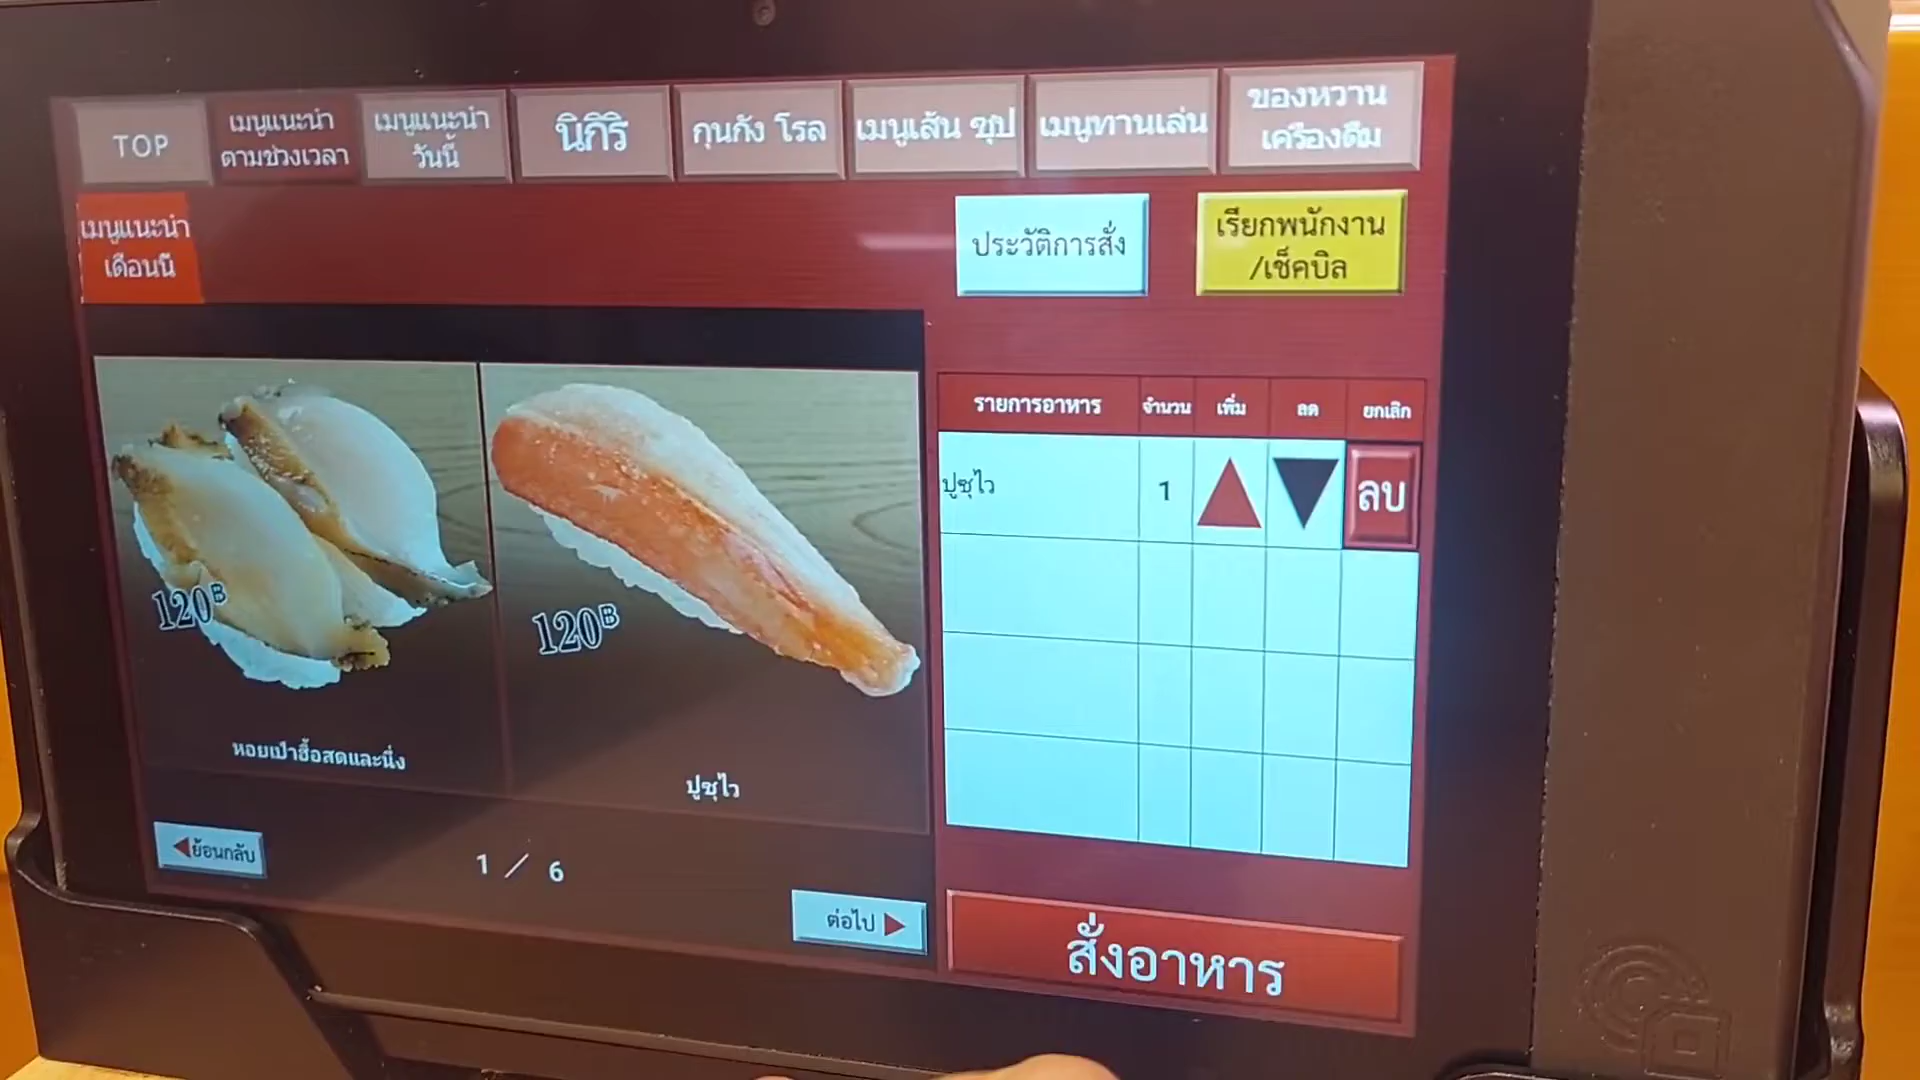 TOP
เมนูแนะนำ
ตามช่วงเวลา
เมนูแนะนำ
วันนี้
นิกิริ
กุนกัง โรล
เมนูเส้น ซุป
เมนูทานเล่น
ของหวาน
เครื่องดื่ม
เมนูแนะนำ
เดือนนี้
ประวัติการสั่ง
เรียกพนักงาน
/เช็คบิล
120฿
120฿
หอยเป๋าฮื้อสดและนึ่ง
ปูซุไว
รายการอาหาร จำนวน เพิ่ม ลด ยกเลิก
ปูซุไว 1 ลบ
ย้อนกลับ
1 / 6
ต่อไป
สั่งอาหาร